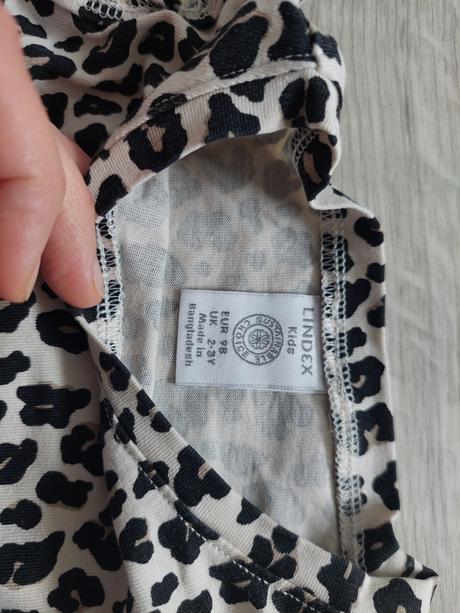 LINDEX
Kids
SUSTAINABLE
CHOICE
EUR 98
UK 2-3Y
Made in
Bangladesh